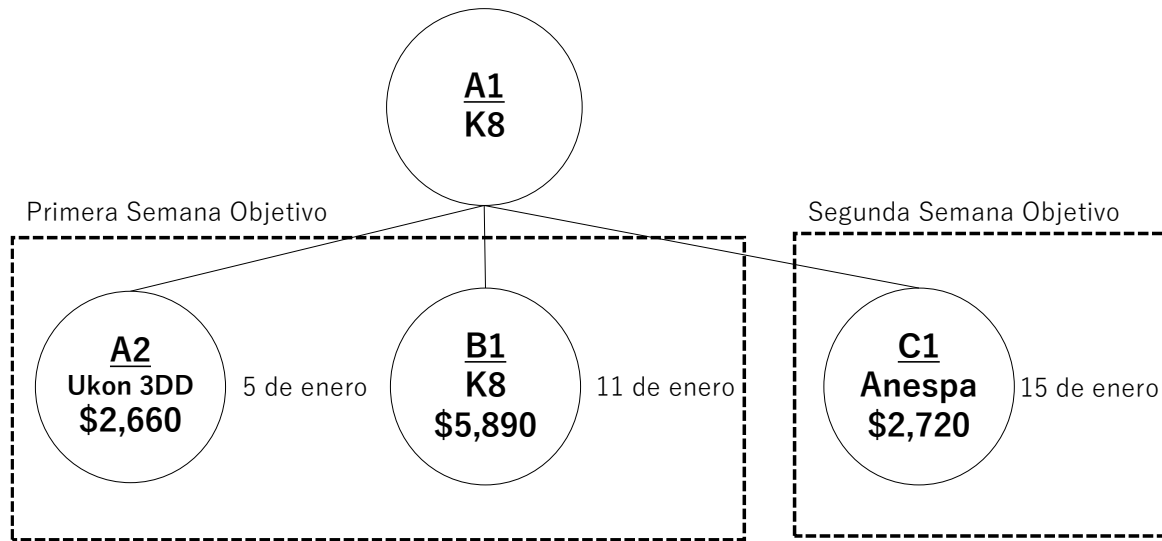 A1
K8
Primera Semana Objetivo
Segunda Semana Objetivo
A2
Ukon 3DD
$2,660
5 de enero
B1
K8
$5,890
11 de enero
C1
Anespa
$2,720
15 de enero